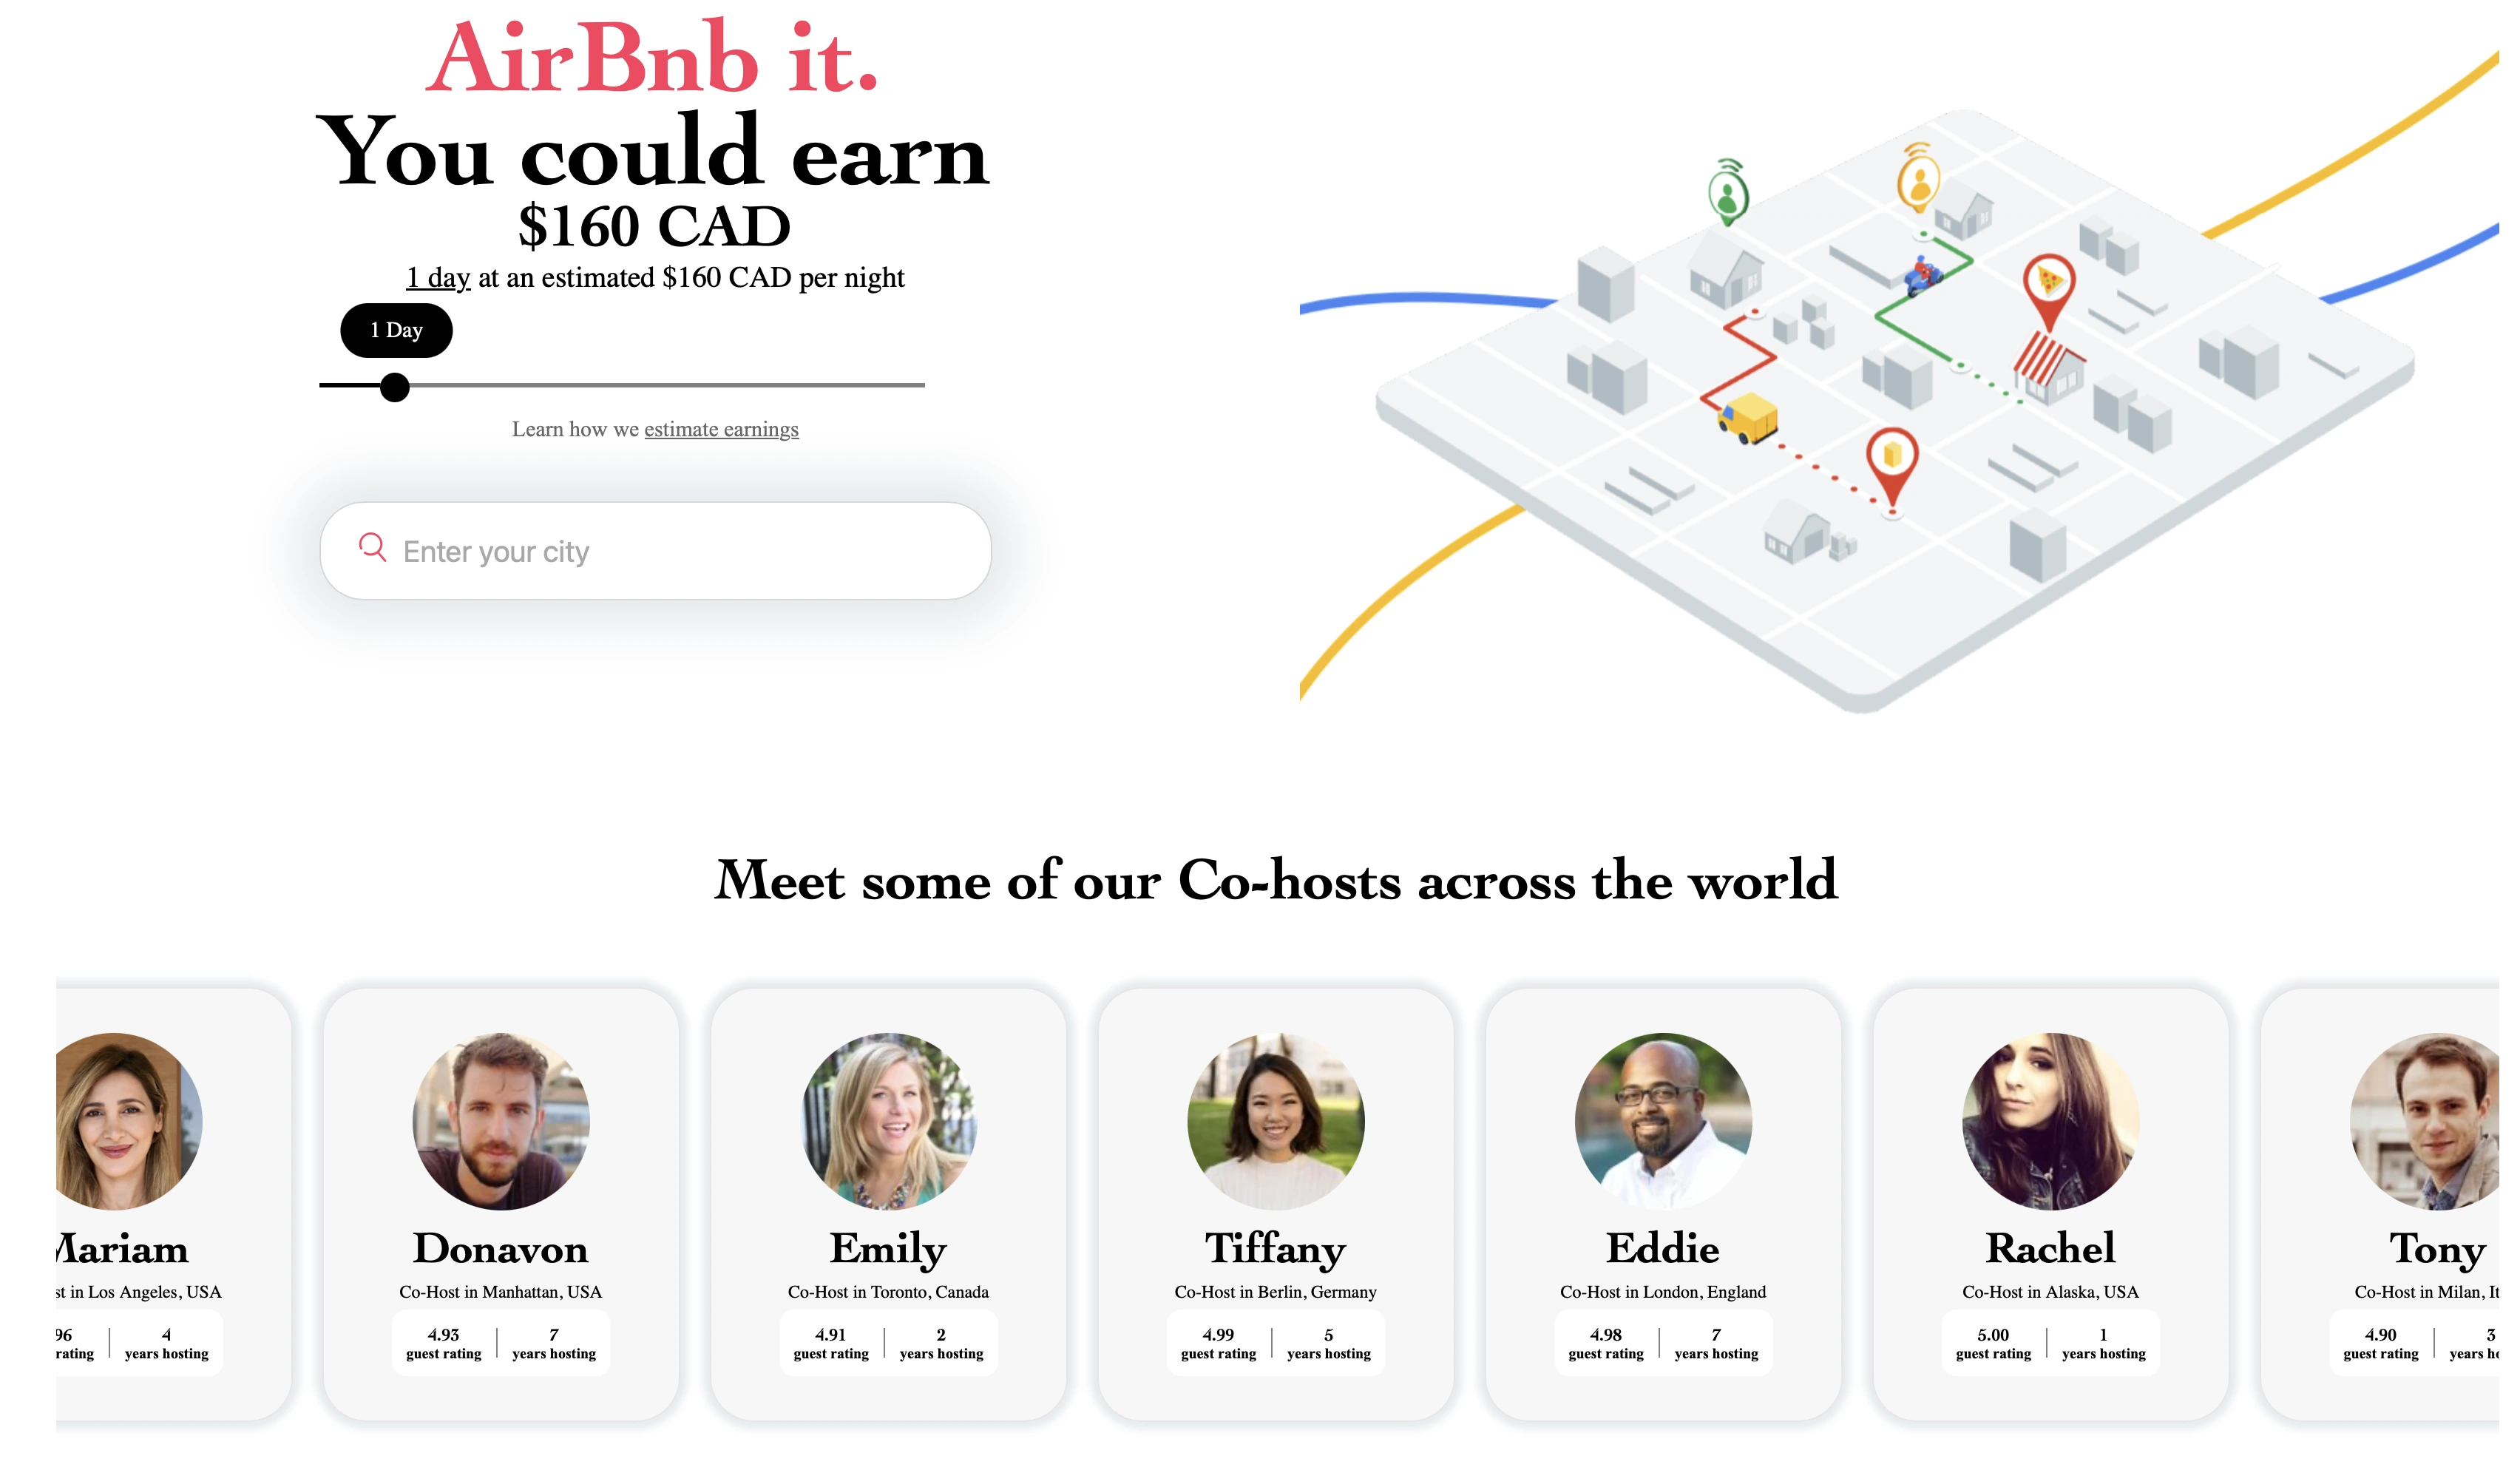 AirBnb it.
You could earn
$160 CAD
1 day at an estimated $160 CAD per night
1 Day
Learn how we estimate earnings
Enter your city
Meet some of our Co-hosts across the world
Mariam
st in Los Angeles, USA
96
rating
4
years hosting
Donavon
Co-Host in Manhattan, USA
4.93
guest rating
7
years hosting
Emily
Co-Host in Toronto, Canada
4.91
guest rating
2
years hosting
Tiffany
Co-Host in Berlin, Germany
4.99
guest rating
5
years hosting
Eddie
Co-Host in London, England
4.98
guest rating
7
years hosting
Rachel
Co-Host in Alaska, USA
5.00
guest rating
1
years hosting
Tony
Co-Host in Milan, It
4.90
guest rating
3
years ho